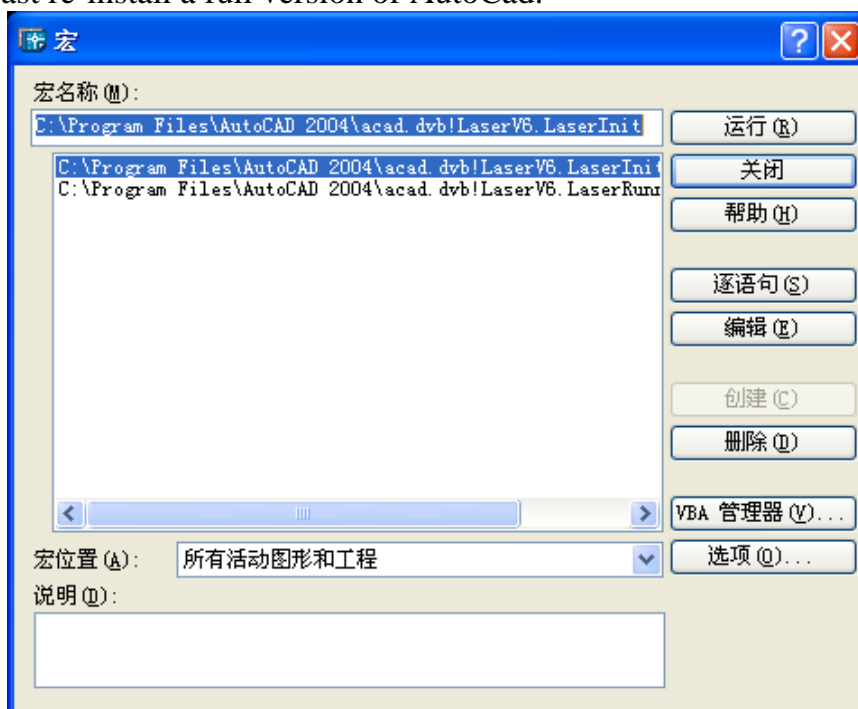 ast re-install a full version of AutoCad.
宏
宏名称(M):
C:\Program Files\AutoCAD 2004\acad.dvb!LaserV6.LaserInit
运行(R)
C:\Program Files\AutoCAD 2004\acad.dvb!LaserV6.LaserInit
关闭
C:\Program Files\AutoCAD 2004\acad.dvb!LaserV6.LaserRunr
帮助(H)
逐语句(S)
编辑(E)
创建(C)
删除(D)
VBA 管理器(V)...
宏位置(A):
所有活动图形和工程
选项(O)...
说明(D):